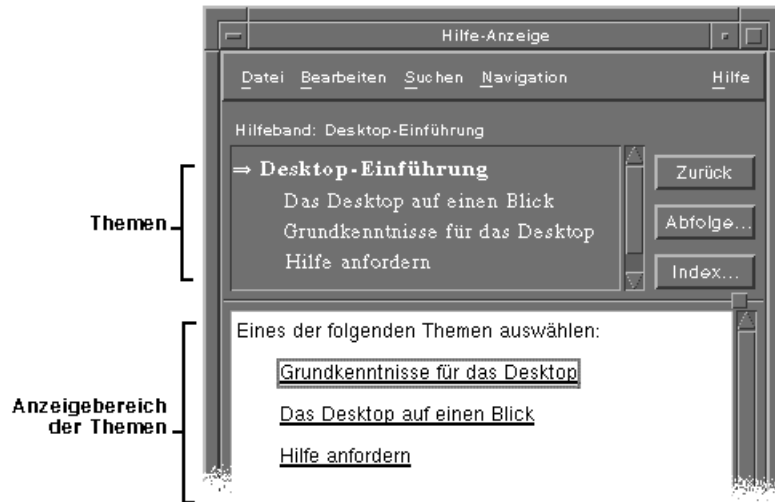 Hilfe-Anzeige
Datei Bearbeiten Suchen Navigation Hilfe
Hilfeband: Desktop-Einführung
⇒ Desktop-Einführung
Das Desktop auf einen Blick
Grundkenntnisse für das Desktop
Hilfe anfordern
Zurück
Abfolge...
Index...
Themen
Eines der folgenden Themen auswählen:
Grundkenntnisse für das Desktop
Das Desktop auf einen Blick
Hilfe anfordern
Anzeigebereich
der Themen